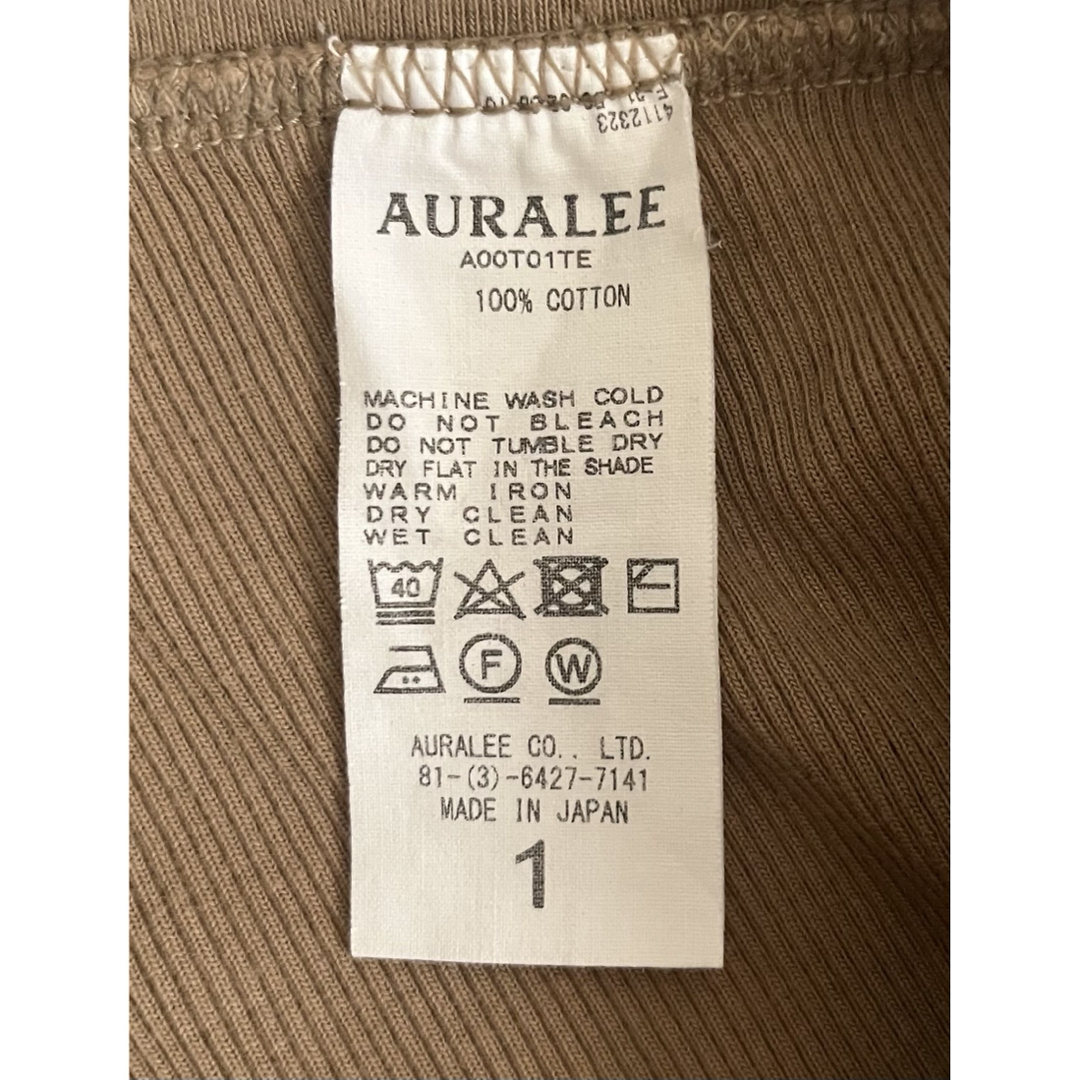 4112323
AURALEE
A00T01TE
100% COTTON
MACHINE WASH COLD
DO NOT BLEACH
DO NOT TUMBLE DRY
DRY FLAT IN THE SHADE
WARM IRON
DRY CLEAN
WET CLEAN
40
F W
AURALEE CO., LTD.
81-(3)-6427-7141
MADE IN JAPAN
1